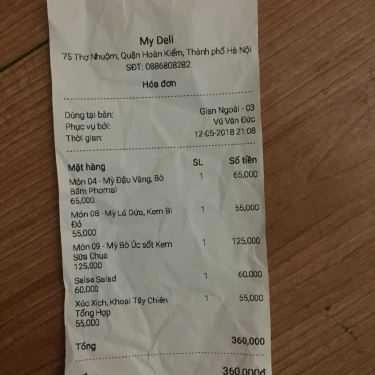 My Deli
75 Thợ Nhuộm, Quận Hoàn Kiếm, Thành phố Hà Nội
SĐT: 0886808282
Hóa đơn
Dùng tại bàn: Gian Ngoài - 03
Phục vụ bởi: Vũ Văn Đức
Thời gian: 12-05-2018 21:08
Mặt hàng SL Số tiền
Món 04 - Mỳ Đậu Vàng, Bò 1 65,000
Băm Phomai
65,000
Món 08 - Mỳ Lá Dứa, Kem Bí 1 55,000
Đỏ
55,000
Món 09 - Mỳ Bò Úc sốt Kem 1 125,000
Sữa Chua
125,000
Salsa Salad 1 60,000
60,000
Xúc Xích, Khoai Tây Chiên 1 55,000
Tổng Hợp
55,000
Tổng 360,000
360,000đ